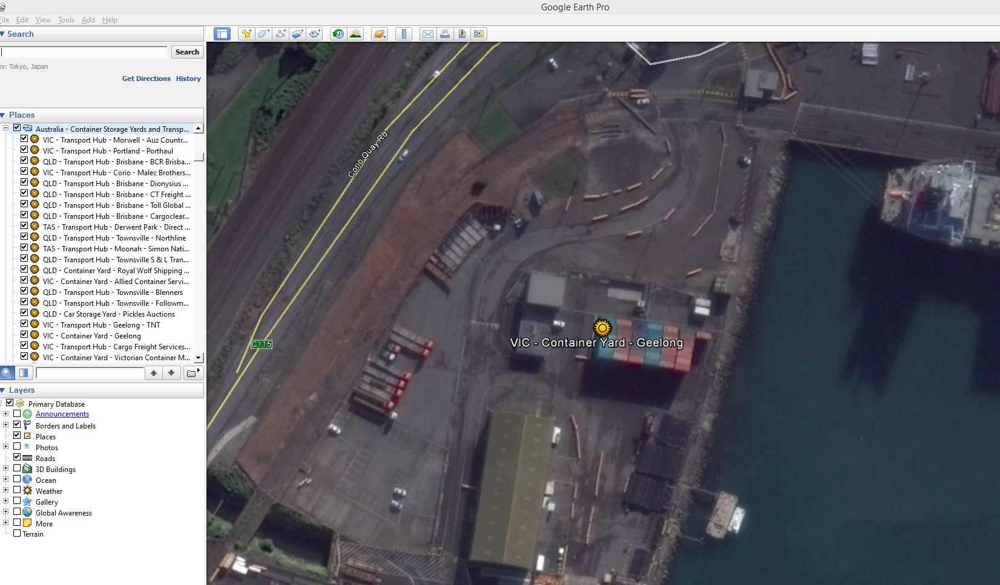 Google Earth Pro
File Edit View Tools Add Help
Search
Search
ex: Tokyo, Japan
Get Directions History
Places
Australia - Container Storage Yards and Transp...
VIC - Transport Hub - Morwell - Auz Countr...
VIC - Transport Hub - Portland - Porthaul
QLD - Transport Hub - Brisbane - BCR Brisba...
VIC - Transport Hub - Corio - Malec Brothers...
QLD - Transport Hub - Brisbane - Dionysius ...
QLD - Transport Hub - Brisbane - CT Freight ...
QLD - Transport Hub - Brisbane - Toll Global ...
QLD - Transport Hub - Brisbane - Cargoclear...
TAS - Transport Hub - Derwent Park - Direct ...
QLD - Transport Hub - Townsville - Northline
TAS - Transport Hub - Moonah - Simon Nati...
QLD - Transport Hub - Townsville S & L Tran...
QLD - Container Yard - Royal Wolf Shipping ...
VIC - Container Yard - Allied Container Servi...
QLD - Transport Hub - Townsville - Blenners
QLD - Transport Hub - Townsville - Followm...
QLD - Car Storage Yard - Pickles Auctions
VIC - Transport Hub - Geelong - TNT
VIC - Container Yard - Geelong
VIC - Transport Hub - Cargo Freight Services...
VIC - Container Yard - Victorian Container M...
Layers
Primary Database
Announcements
Borders and Labels
Places
Photos
Roads
3D Buildings
Ocean
Weather
Gallery
Global Awareness
More
Terrain
Corio Quay Rd
C115
VIC - Container Yard - Geelong